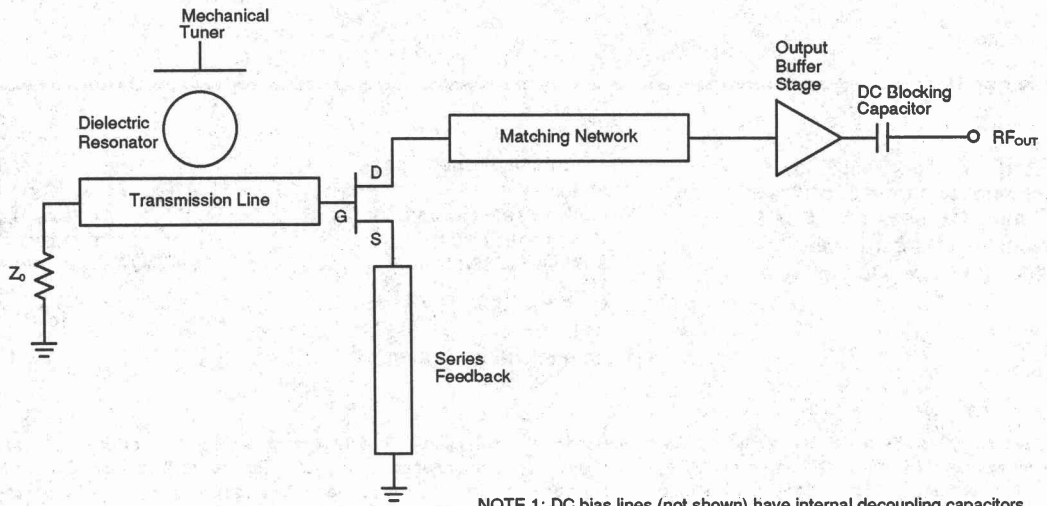 Mechanical
Tuner
Dielectric
Resonator
Transmission Line
Z₀
D
G
S
Series
Feedback
Matching Network
Output
Buffer
Stage
DC Blocking
Capacitor
RFOUT
NOTE 1: DC bias lines (not shown) have internal decoupling capacitors